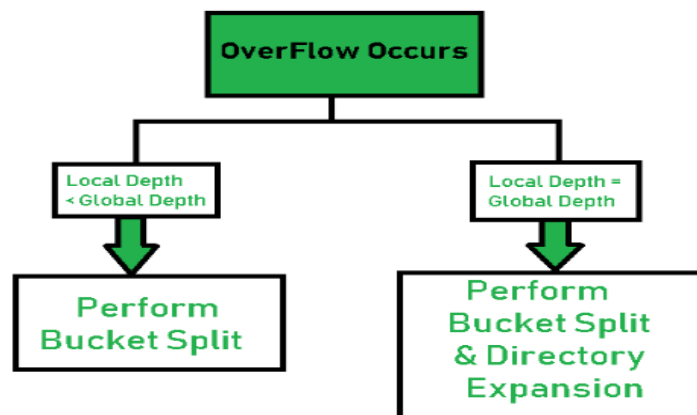 OverFlow Occurs
Local Depth
< Global Depth
Local Depth =
Global Depth
Perform
Bucket Split
Perform
Bucket Split
& Directory
Expansion